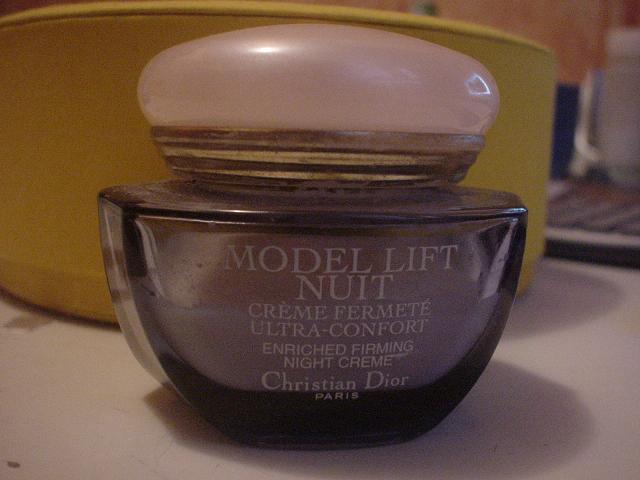 MODEL LIFT
NUIT
CRÈME FERMETÉ
ULTRA-CONFORT
ENRICHED FIRMING
NIGHT CREME
Christian Dior
PARIS